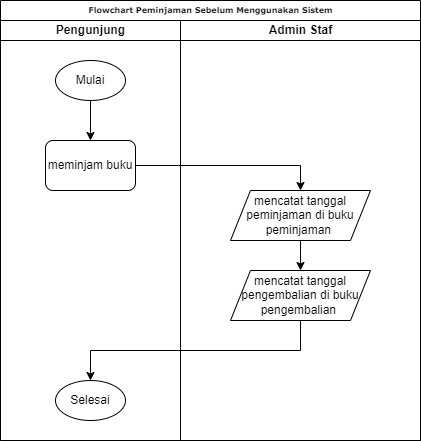 Flowchart Peminjaman Sebelum Menggunakan Sistem
Pengunjung
Admin Staf
Mulai
meminjam buku
mencatat tanggal
peminjaman di buku
peminjaman
mencatat tanggal
pengembalian di buku
pengembalian
Selesai